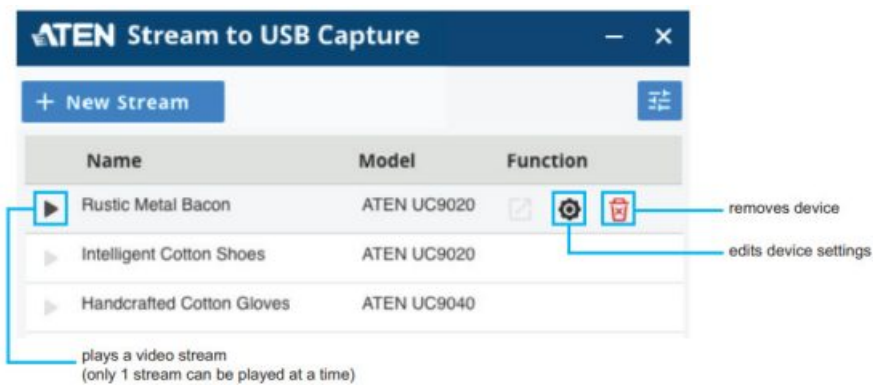 ATEN Stream to USB Capture
+ New Stream
Name Model Function
Rustic Metal Bacon ATEN UC9020
removes device
Intelligent Cotton Shoes ATEN UC9020
edits device settings
Handcrafted Cotton Gloves ATEN UC9040
plays a video stream
(only 1 stream can be played at a time)